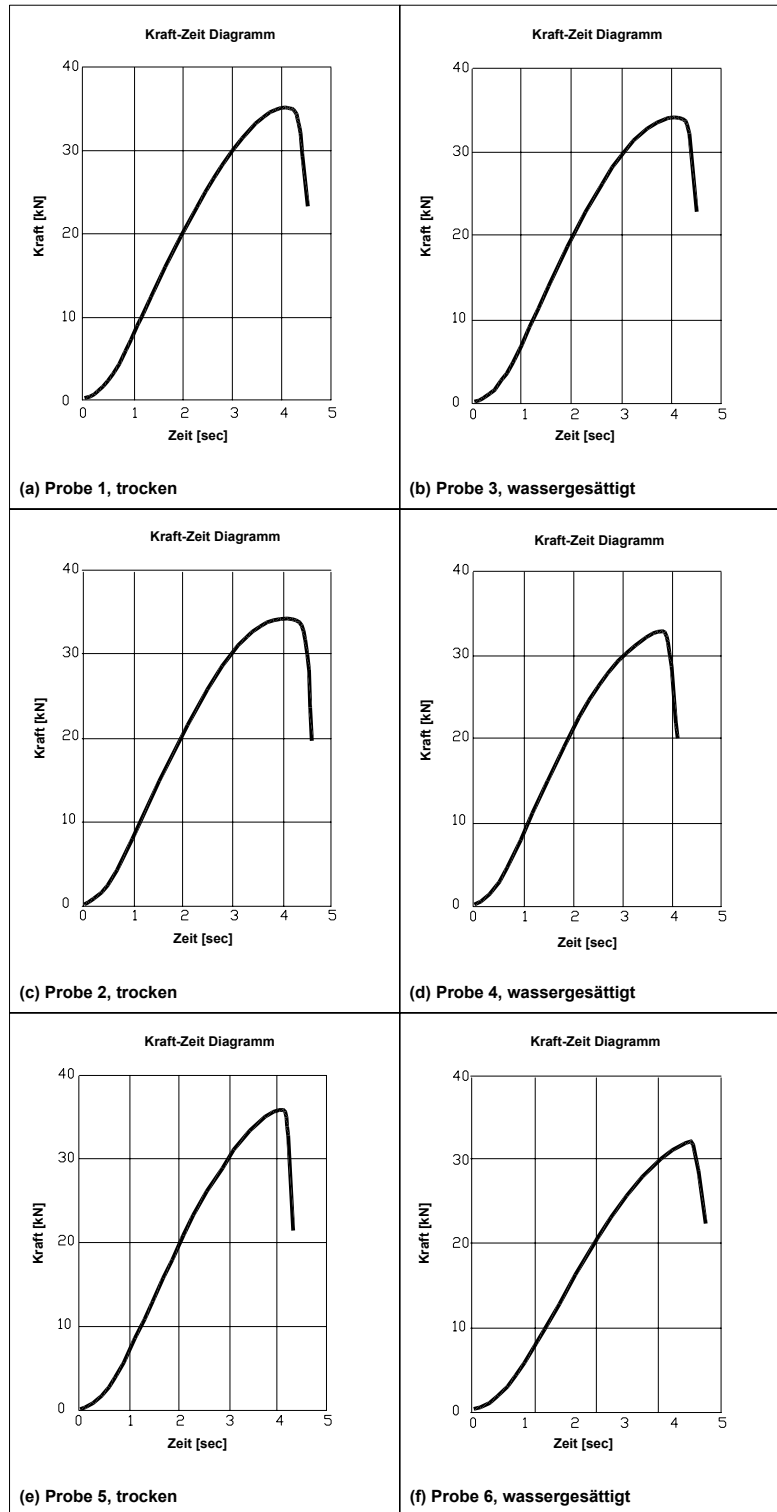 Kraft-Zeit Diagramm
Kraft [kN]
40
30
20
10
0
0 1 2 3 4 5
Zeit [sec]
(a) Probe 1, trocken
Kraft-Zeit Diagramm
Kraft [kN]
40
30
20
10
0
0 1 2 3 4 5
Zeit [sec]
(b) Probe 3, wassergesättigt
Kraft-Zeit Diagramm
Kraft [kN]
40
30
20
10
0
0 1 2 3 4 5
Zeit [sec]
(c) Probe 2, trocken
Kraft-Zeit Diagramm
Kraft [kN]
40
30
20
10
0
0 1 2 3 4 5
Zeit [sec]
(d) Probe 4, wassergesättigt
Kraft-Zeit Diagramm
Kraft [kN]
40
30
20
10
0
0 1 2 3 4 5
Zeit [sec]
(e) Probe 5, trocken
Kraft-Zeit Diagramm
Kraft [kN]
40
30
20
10
0
0 1 2 3 4 5
Zeit [sec]
(f) Probe 6, wassergesättigt